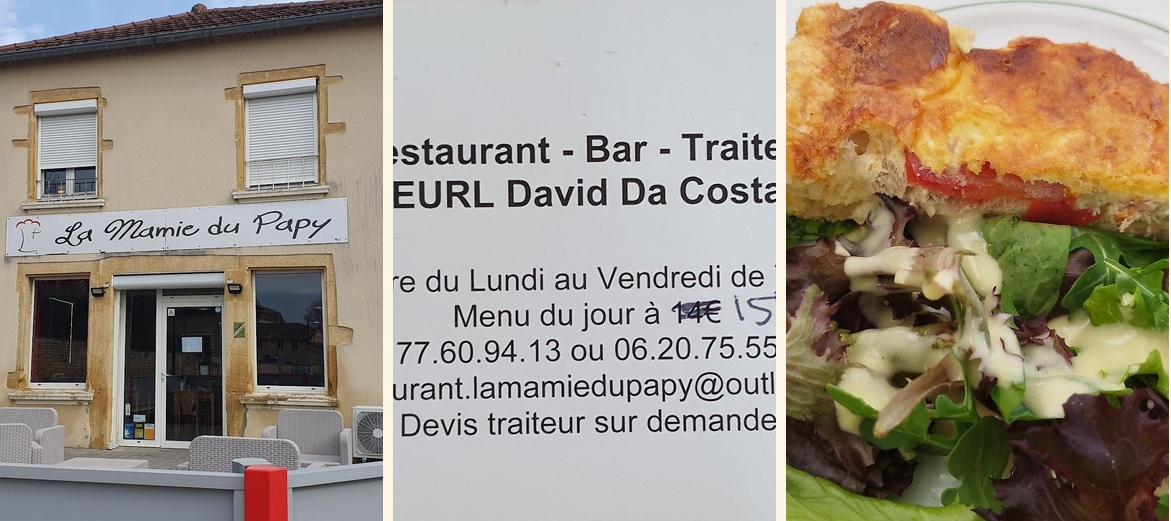 La Mamie du Papy
estaurant - Bar - Traite
EURL David Da Costa
re du Lundi au Vendredi de
Menu du jour à 14€ 15
77.60.94.13 ou 06.20.75.55
urant.lamamiedupapy@outl
Devis traiteur sur demande